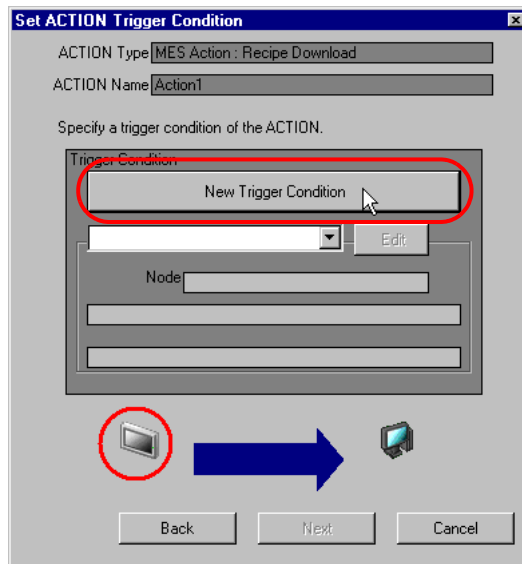 Set ACTION Trigger Condition
ACTION Type MES Action : Recipe Download
ACTION Name Action1
Specify a trigger condition of the ACTION.
Trigger Condition
New Trigger Condition
Edit
Node
Back Next Cancel